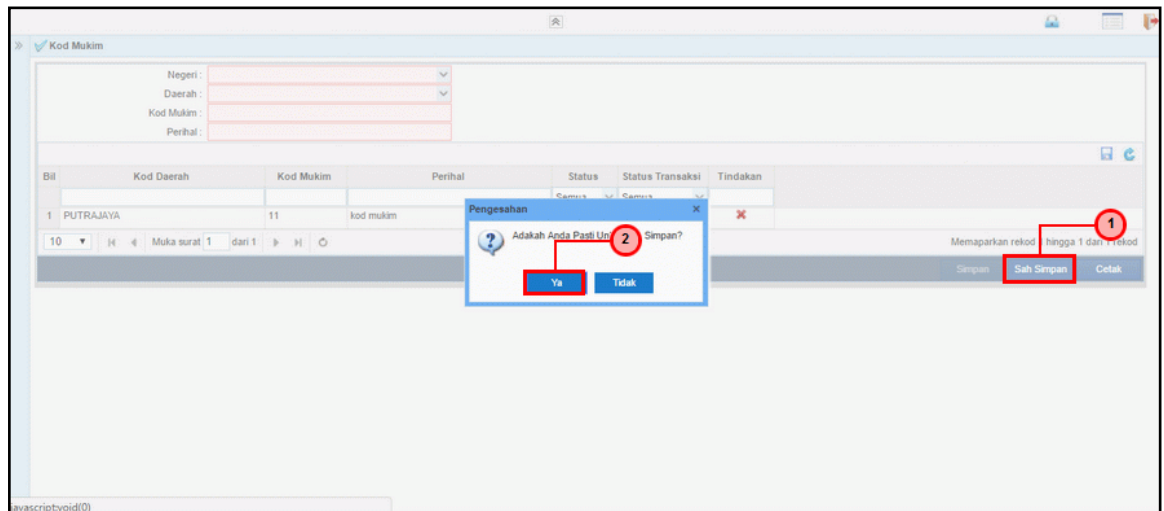 Kod Mukim
Negeri :
Daerah :
Kod Mukim :
Perihal :
Bil Kod Daerah Kod Mukim Perihal Status Status Transaksi Tindakan
Semua Semua
1 PUTRAJAYA 11 kod mukim
Pengesahan
Adakah Anda Pasti 2 Simpan?
Ya Tidak
1
10 Muka surat 1 dari 1
Memaparkan rekod hingga 1 dari 1 rekod
Simpan Sah Simpan Cetak
javascript:void(0)